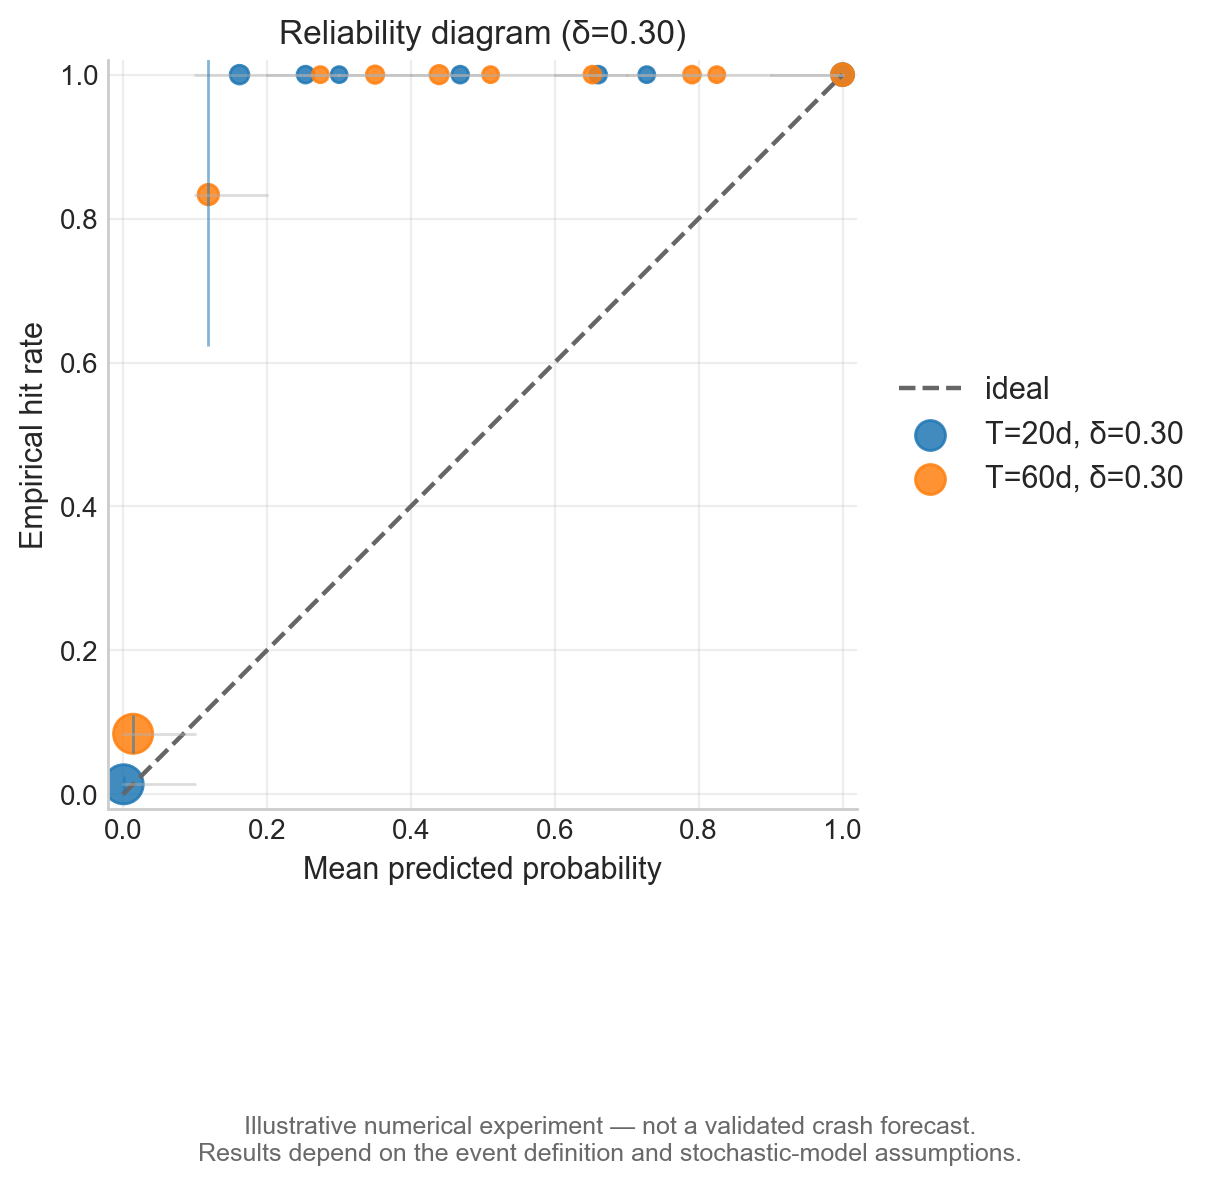 Reliability diagram (δ=0.30)
1.0
0.8
0.6
0.4
0.2
0.0
Empirical hit rate
0.0 0.2 0.4 0.6 0.8 1.0
Mean predicted probability
ideal
T=20d, δ=0.30
T=60d, δ=0.30
Illustrative numerical experiment — not a validated crash forecast.
Results depend on the event definition and stochastic-model assumptions.